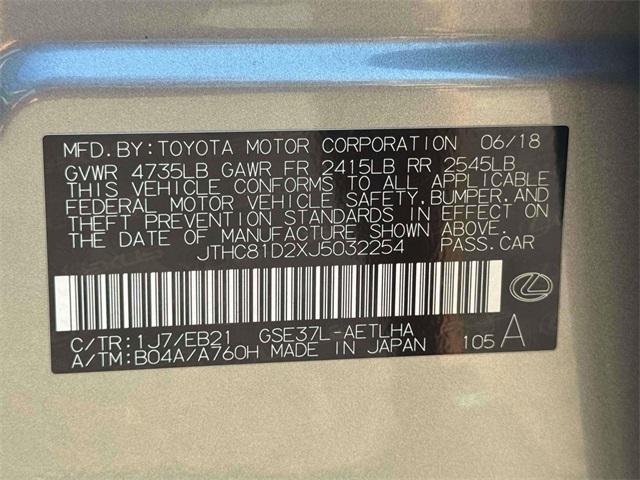 MFD.BY:TOYOTA MOTOR CORPORATION 06/18
GVWR 4735LB GAWR FR 2415LB RR 2545LB
THIS VEHICLE CONFORMS TO ALL APPLICABLE
FEDERAL MOTOR VEHICLE SAFETY,BUMPER,AND
THEFT PREVENTION STANDARDS IN EFFECT ON
THE DATE OF MANUFACTURE SHOWN ABOVE.
JTHC81D2XJ5032254 PASS.CAR
C/TR:1J7/EB21 GSE37L-AETLHA
A/TM:B04A/A760H MADE IN JAPAN 105 A